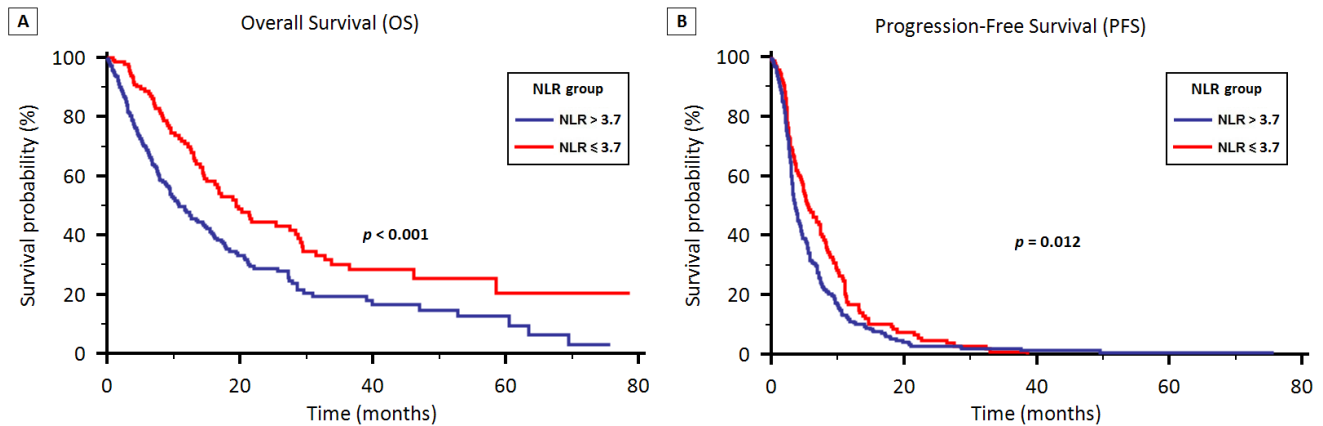 A
Overall Survival (OS)
Survival probability (%)
100
80
60
40
20
0
0 20 40 60 80
Time (months)
NLR group
NLR > 3.7
NLR ≤ 3.7
p < 0.001
B
Progression-Free Survival (PFS)
Survival probability (%)
100
80
60
40
20
0
0 20 40 60 80
Time (months)
NLR group
NLR > 3.7
NLR ≤ 3.7
p = 0.012